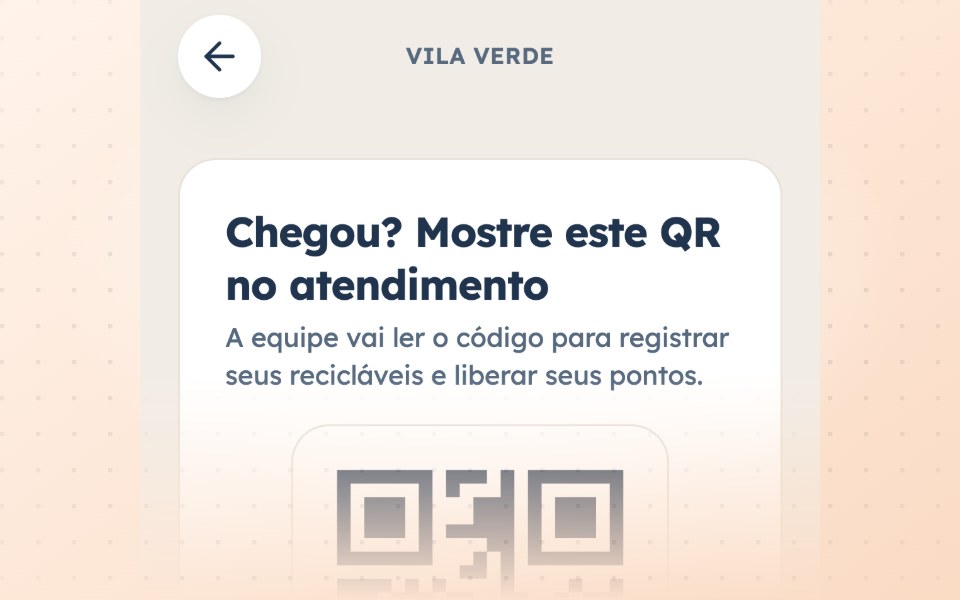 VILA VERDE
Chegou? Mostre este QR
no atendimento
A equipe vai ler o código para registrar
seus recicláveis e liberar seus pontos.